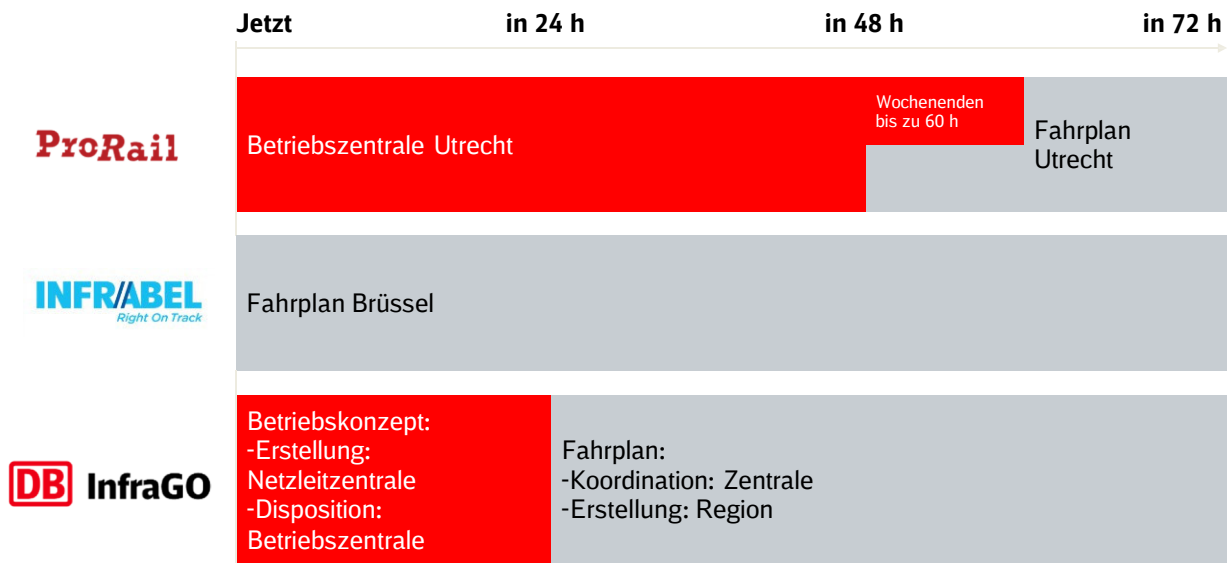 Jetzt in 24 h in 48 h in 72 h
ProRail
Betriebszentrale Utrecht
Wochenenden
bis zu 60 h
Fahrplan
Utrecht
INFRABEL
Right On Track
Fahrplan Brüssel
DB InfraGO
Betriebskonzept:
-Erstellung:
Netzleitzentrale
-Disposition:
Betriebszentrale
Fahrplan:
-Koordination: Zentrale
-Erstellung: Region